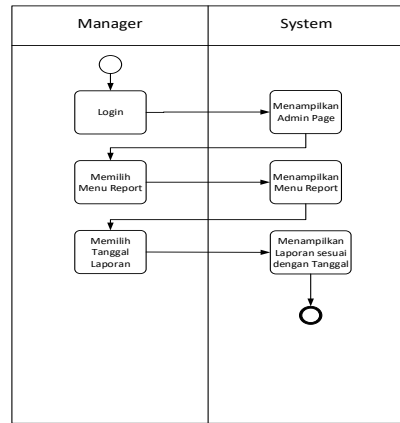 Manager
System
Login
Menampilkan
Admin Page
Memilih
Menu Report
Menampilkan
Menu Report
Memilih
Tanggal
Laporan
Menampilkan
Laporan sesuai
dengan Tanggal